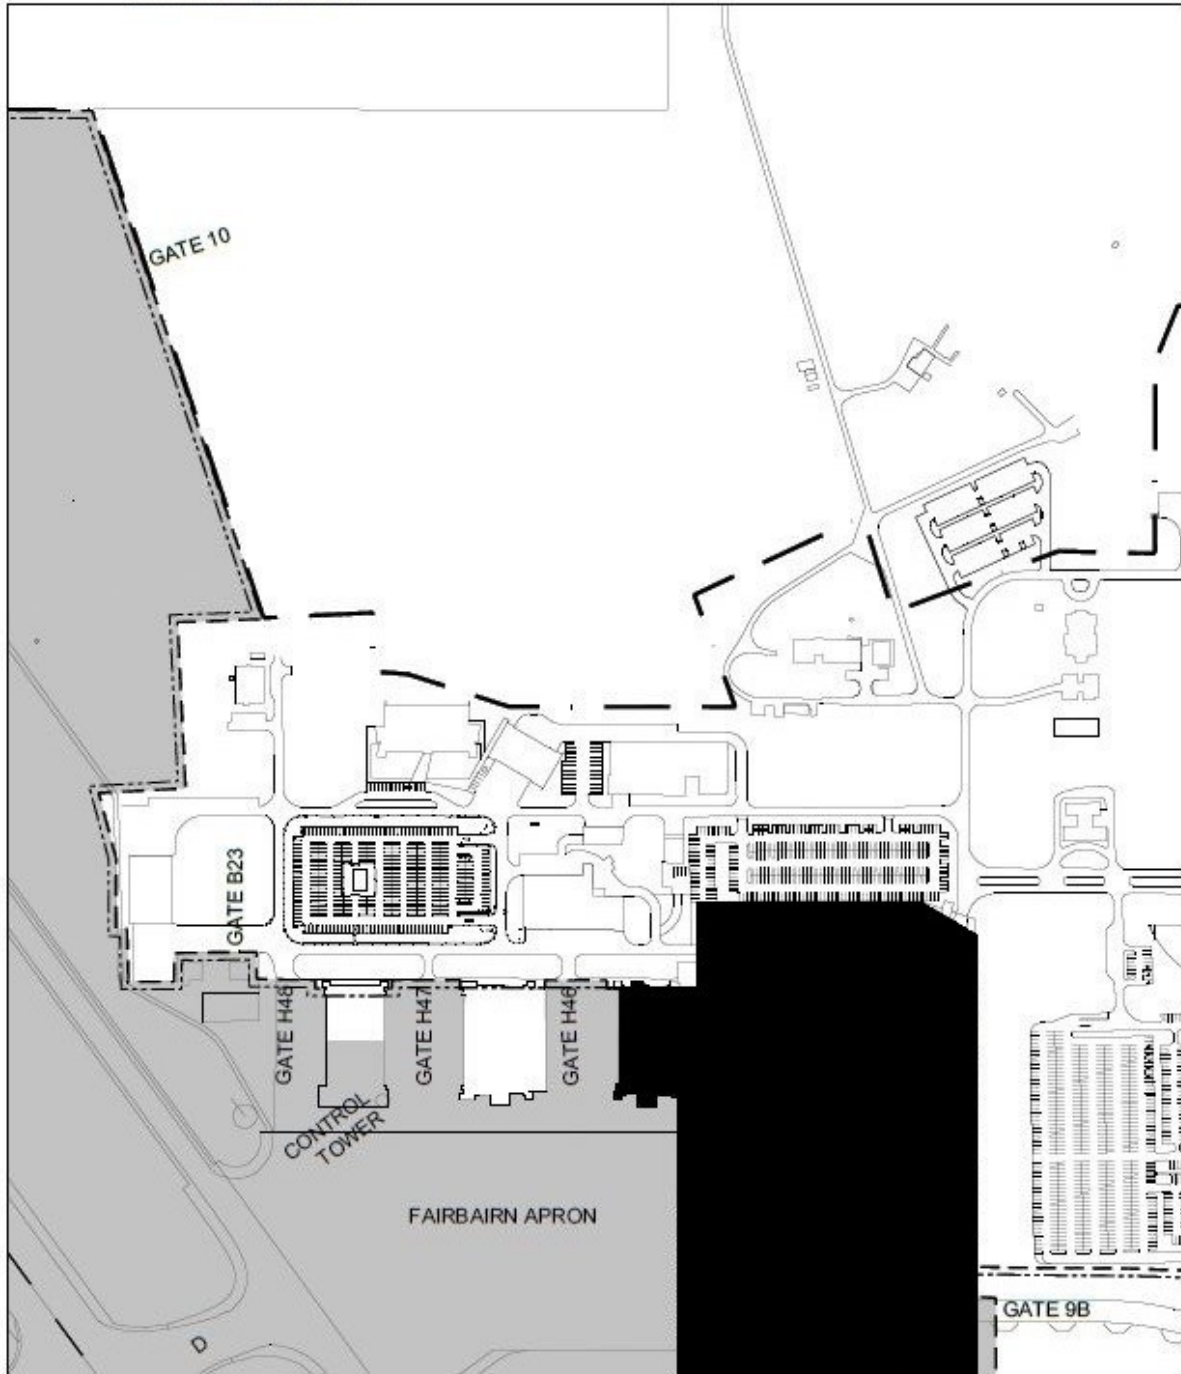 GATE 10
GATE B23
GATE H48
GATE H47
GATE H46
CONTROL
TOWER
FAIRBAIRN APRON
GATE 9B
D